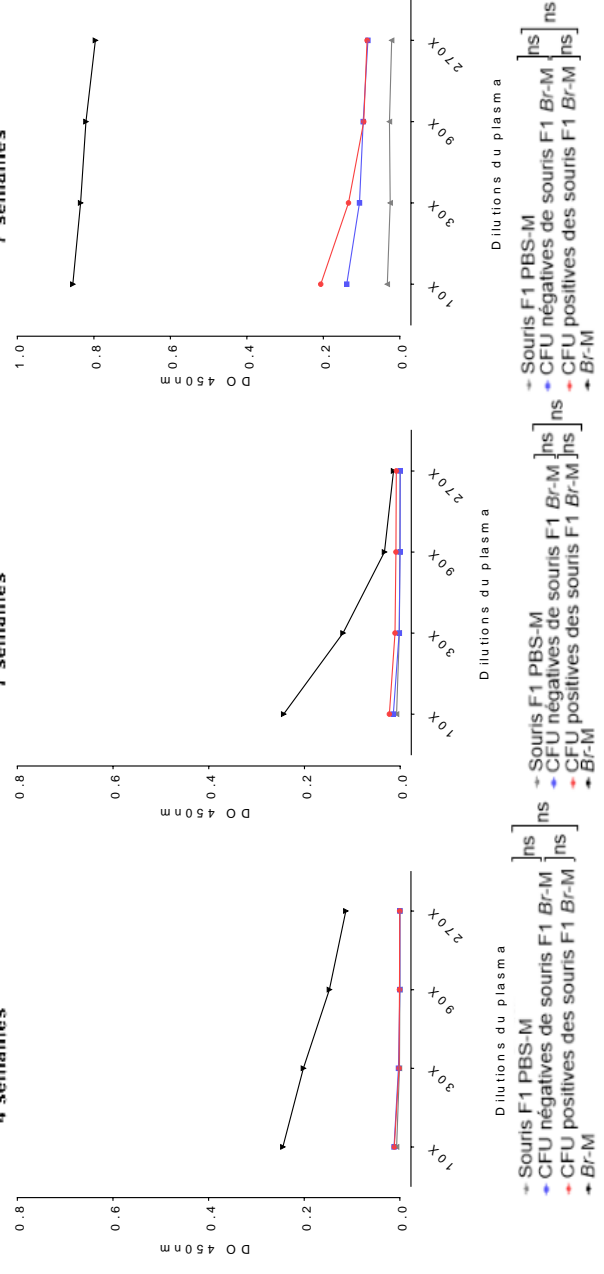 4 semaines
0.8
0.6
0.4
0.2
0.0
DO 450nm
10X 30X 90X 270X
Dilutions du plasma
Souris F1 PBS-M
CFU négatives de souris F1 Br-M
CFU positives des souris F1 Br-M
Br-M
ns
ns
ns
7 semaines
0.8
0.6
0.4
0.2
0.0
DO 450nm
10X 30X 90X 270X
Dilutions du plasma
Souris F1 PBS-M
CFU négatives de souris F1 Br-M
CFU positives des souris F1 Br-M
Br-M
ns
ns
ns
7 semaines
1.0
0.8
0.6
0.4
0.2
0.0
DO 450nm
10X 30X 90X 270X
Dilutions du plasma
Souris F1 PBS-M
CFU négatives de souris F1 Br-M
CFU positives des souris F1 Br-M
Br-M
ns
ns
ns